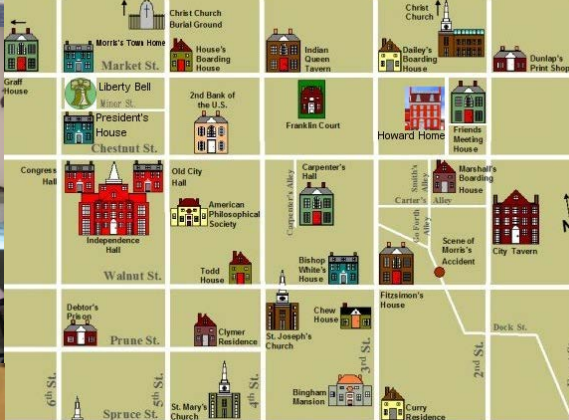 Christ Church
Burial Ground
Christ
Church
Morris's Town Home
House's
Boarding
House
Indian
Queen
Tavern
Dailey's
Boarding
House
Dunlap's
Print Shop
Market St.
Graff
House
Liberty Bell
Minor St.
President's
House
2nd Bank of
the U.S.
Franklin Court
Howard Home
Friends
Meeting
House
Chestnut St.
Congress
Hall
Old City
Hall
Carpenter's
Hall
Carpenter's Alley
Smith's
Alley
Marshall's
Boarding
House
Carter's Alley
Go Forth
Alley
American
Philosophical
Society
Independence
Hall
Scene of
Morris's
Accident
City Tavern
N
Walnut St.
Todd
House
Bishop
White's
House
Fitzsimon's
House
Debtor's
Prison
Clymer
Residence
St. Joseph's
Church
Chew
House
Dock St.
Prune St.
6th St.
5th St.
4th St.
3rd St.
2nd St.
Bingham
Mansion
Curry
Residence
St. Mary's
Church
Spruce St.